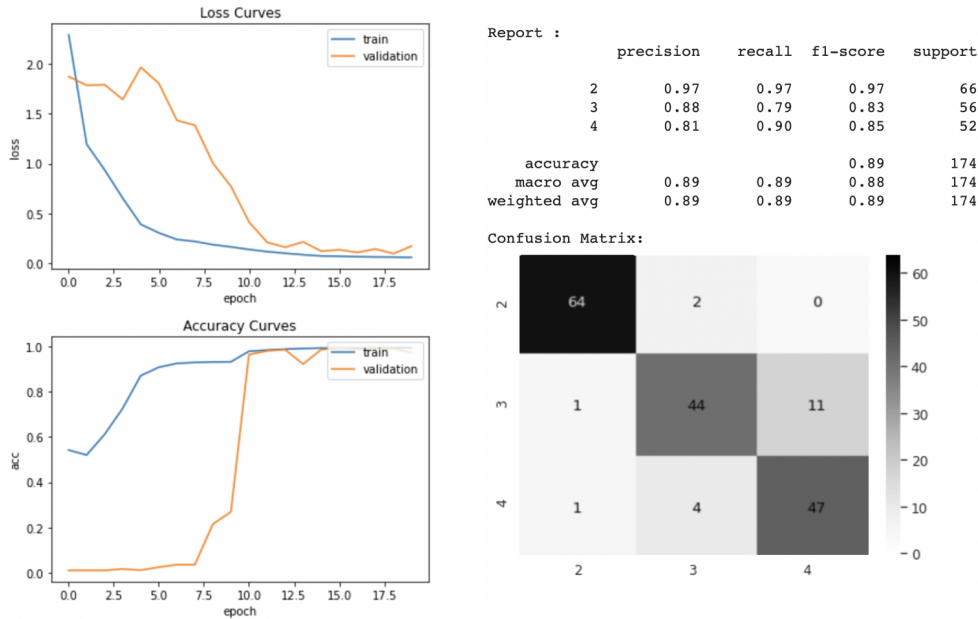 Loss Curves
train
validation
2.0
1.5
1.0
0.5
0.0
loss
0.0 2.5 5.0 7.5 10.0 12.5 15.0 17.5
epoch
Accuracy Curves
train
validation
1.0
0.8
0.6
0.4
0.2
0.0
acc
0.0 2.5 5.0 7.5 10.0 12.5 15.0 17.5
epoch
Report :
precision recall f1-score support
2 0.97 0.97 0.97 66
3 0.88 0.79 0.83 56
4 0.81 0.90 0.85 52
accuracy 0.89 174
macro avg 0.89 0.89 0.88 174
weighted avg 0.89 0.89 0.89 174
Confusion Matrix:
2 64 2 0
3 1 44 11
4 1 4 47
2 3 4
60
50
40
30
20
10
0